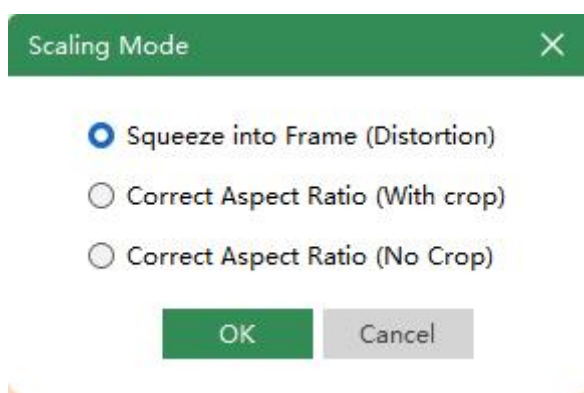 Scaling Mode
Squeeze into Frame (Distortion)
Correct Aspect Ratio (With crop)
Correct Aspect Ratio (No Crop)
OK Cancel